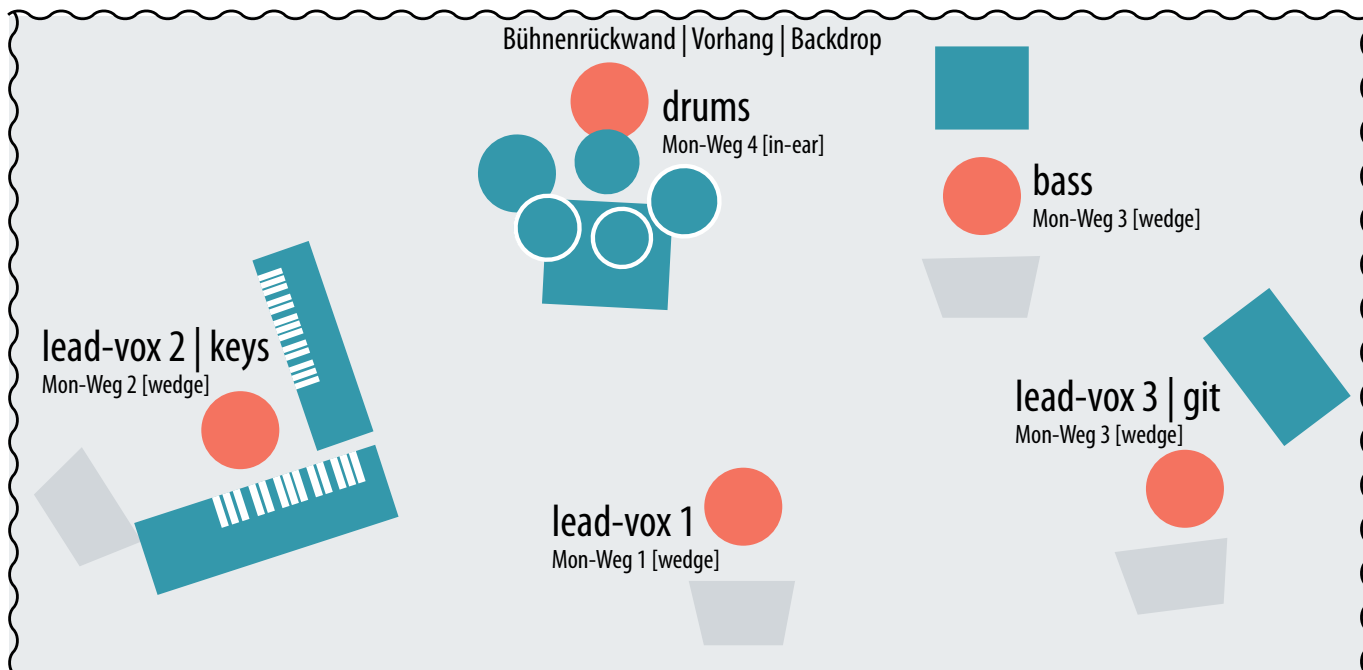 Bühnenrückwand | Vorhang | Backdrop
drums
Mon-Weg 4 [in-ear]
bass
Mon-Weg 3 [wedge]
lead-vox 2 | keys
Mon-Weg 2 [wedge]
lead-vox 3 | git
Mon-Weg 3 [wedge]
lead-vox 1
Mon-Weg 1 [wedge]